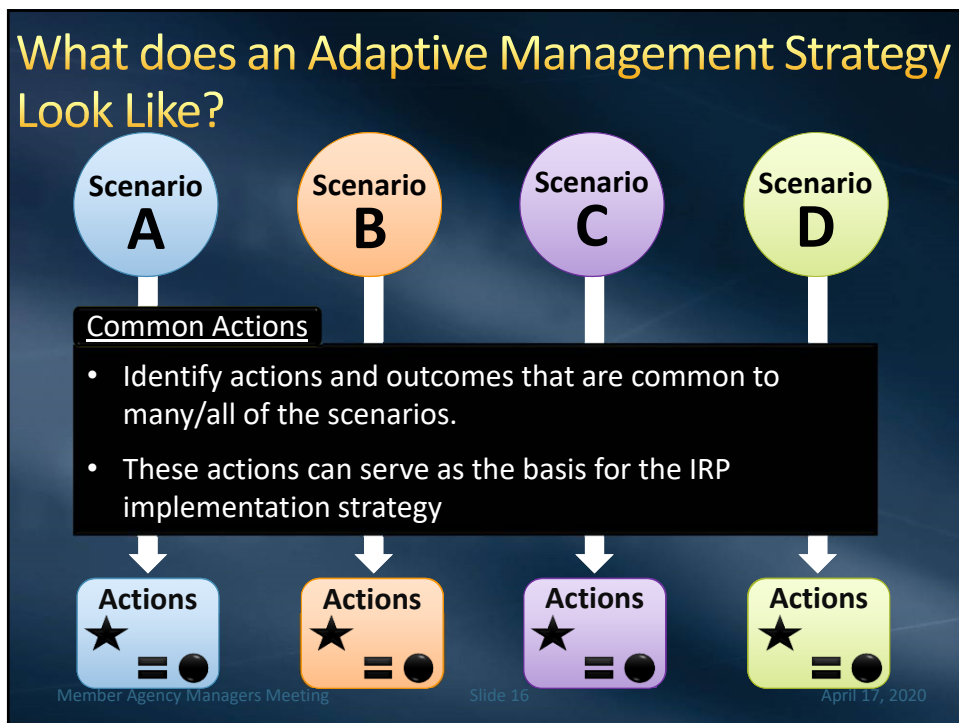 What does an Adaptive Management Strategy
Look Like?
Scenario
A
Scenario
B
Scenario
C
Scenario
D
Common Actions
• Identify actions and outcomes that are common to
many/all of the scenarios.
• These actions can serve as the basis for the IRP
implementation strategy
Actions
Actions
Actions
Actions
Member Agency Managers Meeting
Slide 16
April 17, 2020